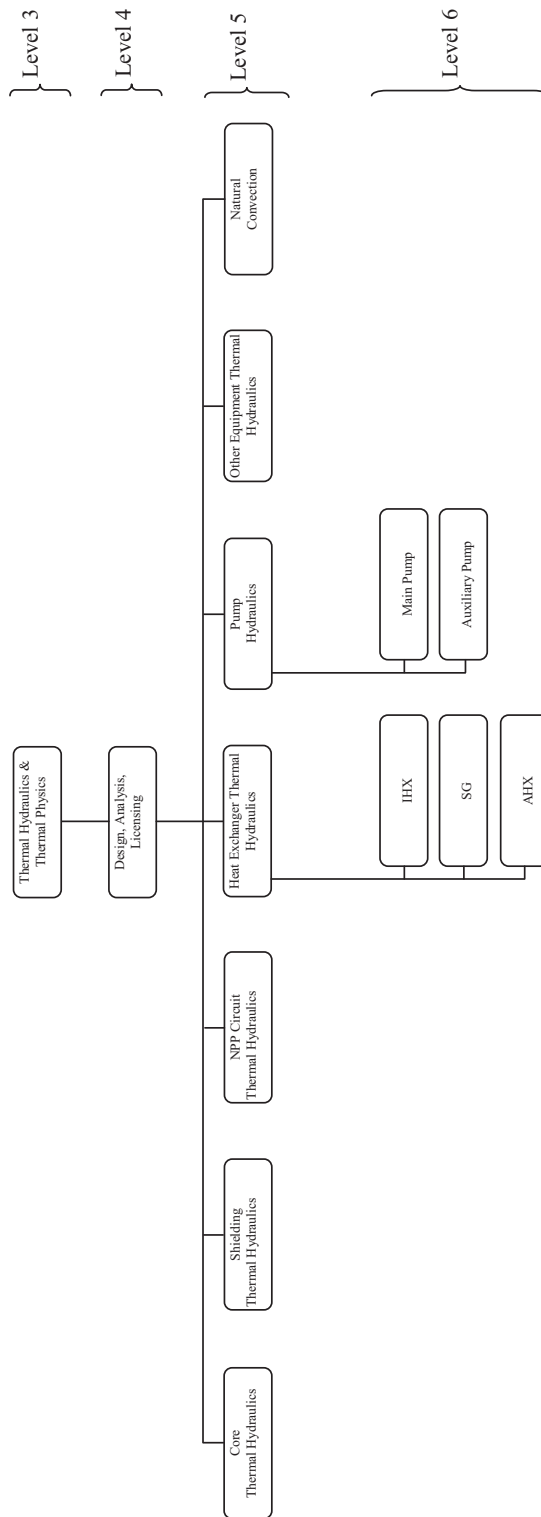 Thermal Hydraulics &
Thermal Physics
Level 3
Design, Analysis,
Licensing
Level 4
Core
Thermal Hydraulics
Shielding
Thermal Hydraulics
NPP Circuit
Thermal Hydraulics
Heat Exchanger Thermal
Hydraulics
Pump
Hydraulics
Other Equipment Thermal
Hydraulics
Natural
Convection
Level 5
IHX
SG
AHX
Main Pump
Auxiliary Pump
Level 6